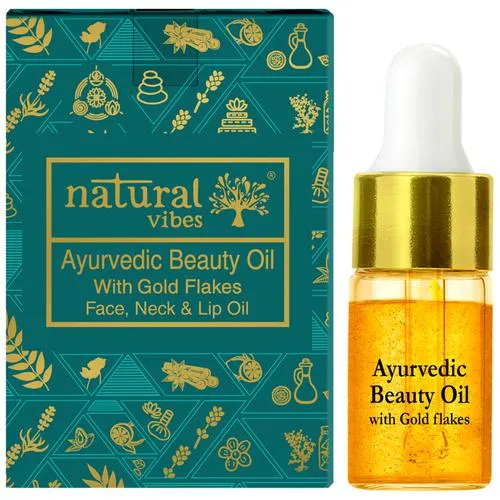 natural
vibes
®
Ayurvedic Beauty Oil
With Gold Flakes
Face, Neck & Lip Oil
Ayurvedic
Beauty Oil
with Gold flakes